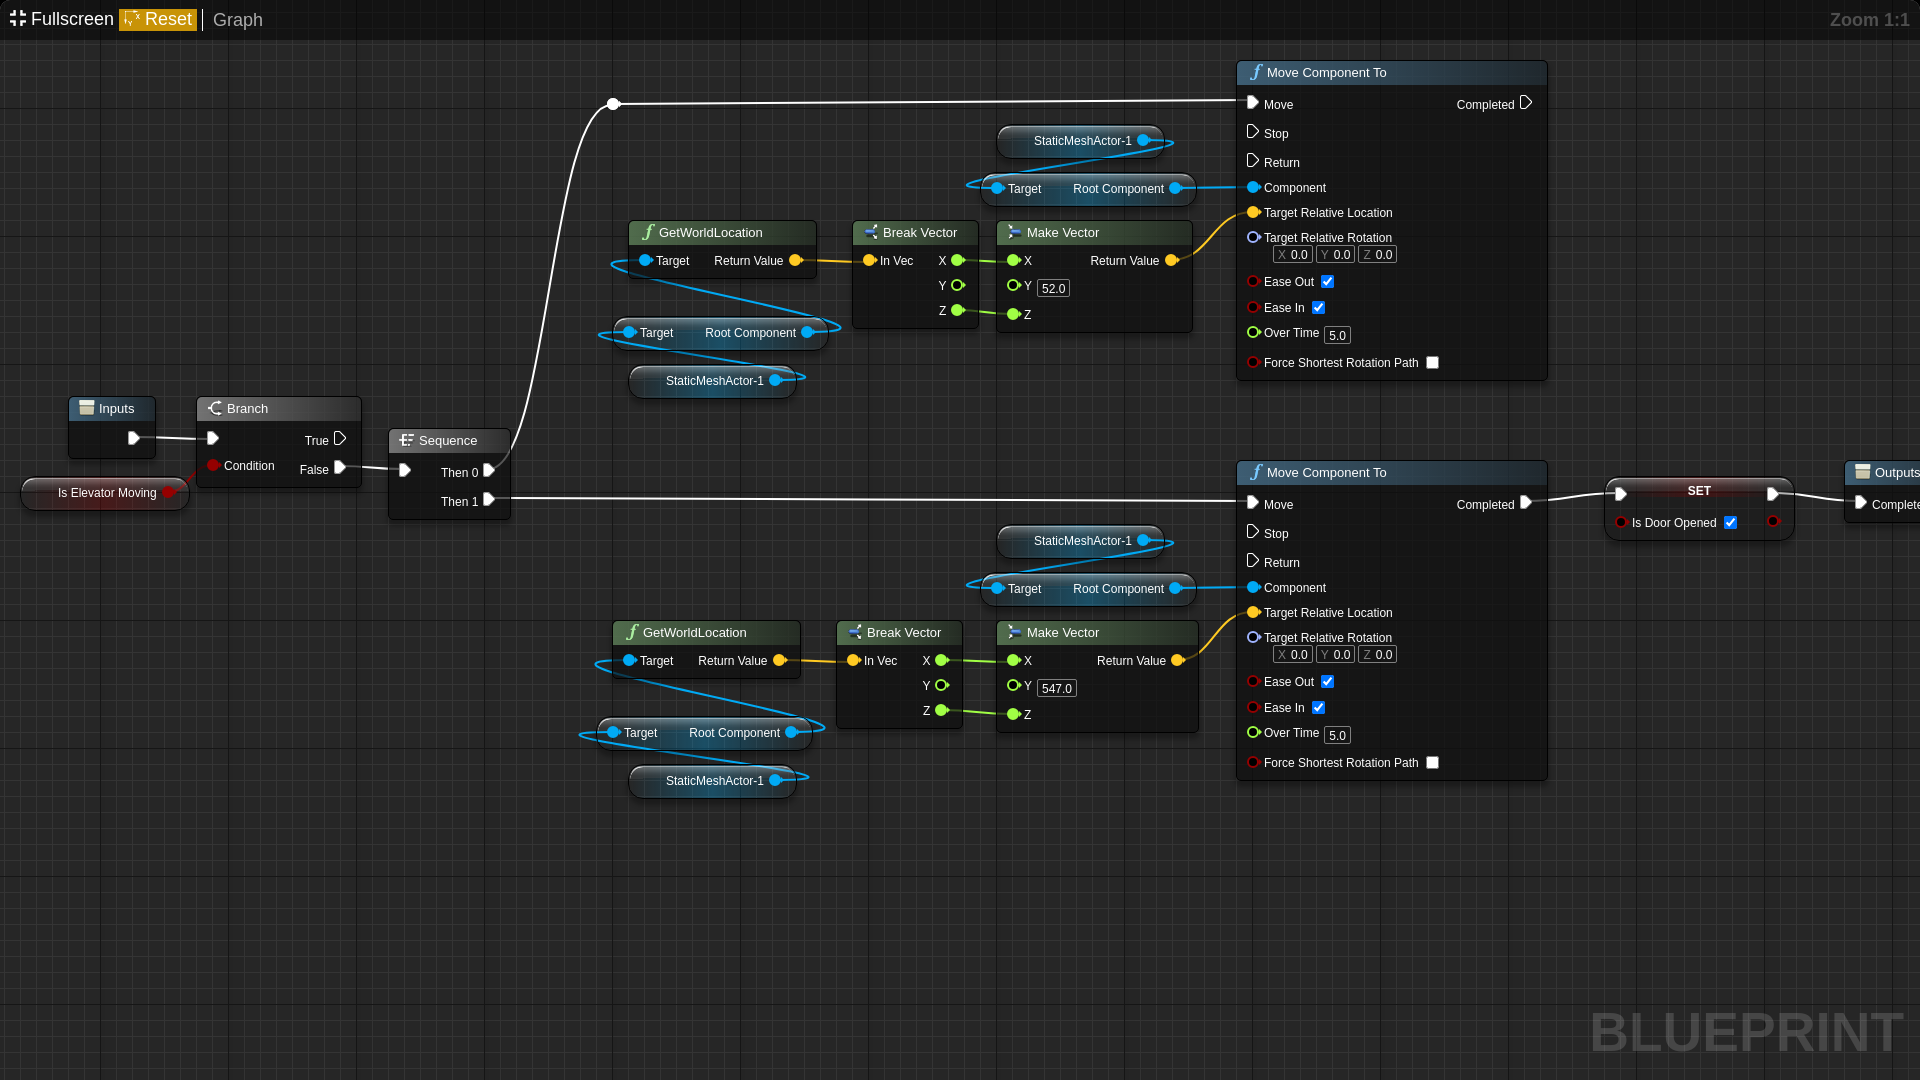 Fullscreen Reset Graph Zoom 1:1
Move Component To
Move Completed
Stop
Return
Component
Target Relative Location
Target Relative Rotation
X 0.0 Y 0.0 Z 0.0
Ease Out
Ease In
Over Time 5.0
Force Shortest Rotation Path
StaticMeshActor-1
Target Root Component
GetWorldLocation
Target Return Value
Break Vector
In Vec X
Y
Z
Make Vector
X Return Value
Y 52.0
Z
Target Root Component
StaticMeshActor-1
Inputs
Branch
True
Condition False
Is Elevator Moving
Sequence
Then 0
Then 1
Move Component To
Move Completed
Stop
Return
Component
Target Relative Location
Target Relative Rotation
X 0.0 Y 0.0 Z 0.0
Ease Out
Ease In
Over Time 5.0
Force Shortest Rotation Path
SET
Is Door Opened
Outputs
Complete
StaticMeshActor-1
Target Root Component
GetWorldLocation
Target Return Value
Break Vector
In Vec X
Y
Z
Make Vector
X Return Value
Y 547.0
Z
Target Root Component
StaticMeshActor-1
BLUEPRINT